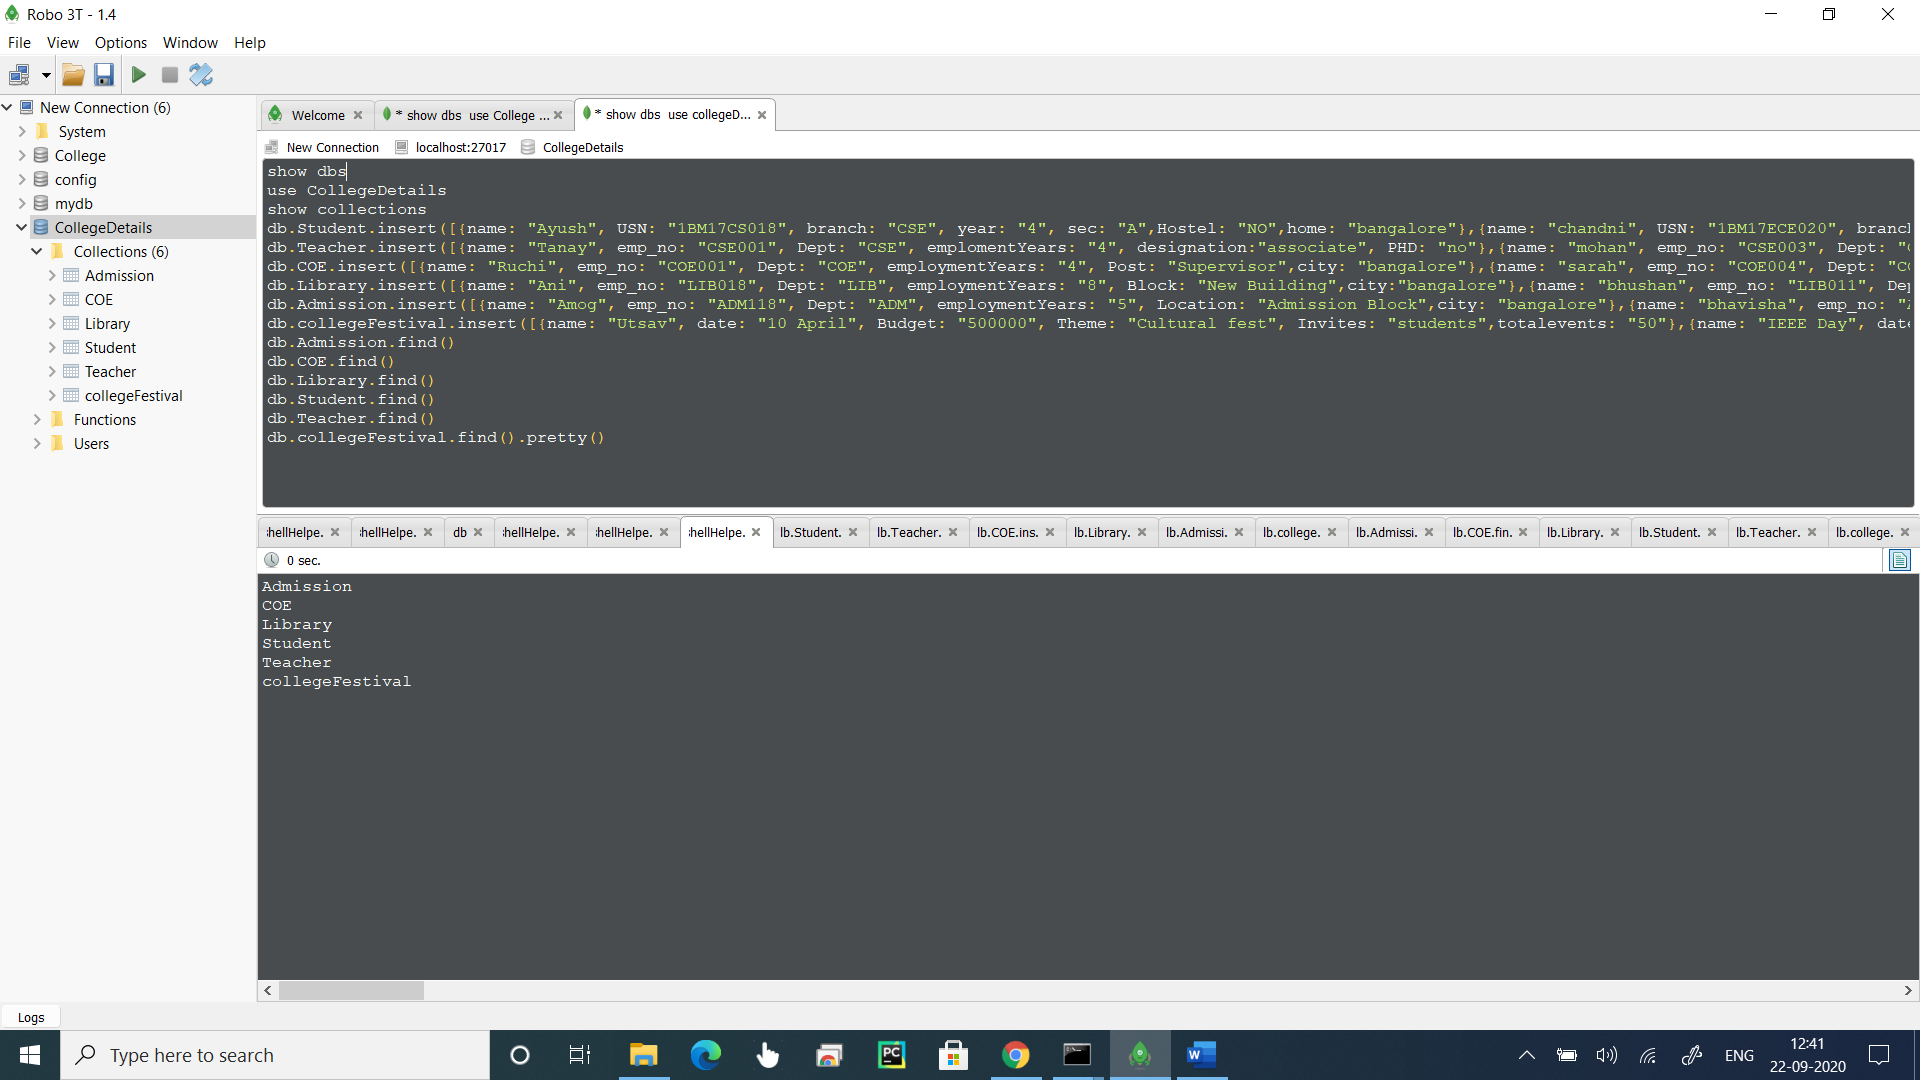 Robo 3T - 1.4
File View Options Window Help
New Connection (6)
System
College
config
mydb
CollegeDetails
Collections (6)
Admission
COE
Library
Student
Teacher
collegeFestival
Functions
Users
Welcome
* show dbs use College ...
* show dbs use collegeD...
New Connection localhost:27017 CollegeDetails
show dbs
use CollegeDetails
show collections
db.Student.insert([{name: "Ayush", USN: "1BM17CS018", branch: "CSE", year: "4", sec: "A",Hostel: "NO",home: "bangalore"},{name: "chandni", USN: "1BM17ECE020", branch
db.Teacher.insert([{name: "Tanay", emp_no: "CSE001", Dept: "CSE", emplomentYears: "4", designation:"associate", PHD: "no"},{name: "mohan", emp_no: "CSE003", Dept: "
db.COE.insert([{name: "Ruchi", emp_no: "COE001", Dept: "COE", employmentYears: "4", Post: "Supervisor",city: "bangalore"},{name: "sarah", emp_no: "COE004", Dept: "CO
db.Library.insert([{name: "Ani", emp_no: "LIB018", Dept: "LIB", employmentYears: "8", Block: "New Building",city:"bangalore"},{name: "bhushan", emp_no: "LIB011", Dep
db.Admission.insert([{name: "Amog", emp_no: "ADM118", Dept: "ADM", employmentYears: "5", Location: "Admission Block",city: "bangalore"},{name: "bhavisha", emp_no: "
db.collegeFestival.insert([{name: "Utsav", date: "10 April", Budget: "500000", Theme: "Cultural fest", Invites: "students",totalevents: "50"},{name: "IEEE Day", date
db.Admission.find()
db.COE.find()
db.Library.find()
db.Student.find()
db.Teacher.find()
db.collegeFestival.find().pretty()
hellHelpe. hellHelpe. db hellHelpe. hellHelpe. hellHelpe. lb.Student. lb.Teacher. lb.COE.ins. lb.Library. lb.Admissi. lb.college. lb.Admissi. lb.COE.fin. lb.Library. lb.Student. lb.Teacher. lb.college.
0 sec.
Admission
COE
Library
Student
Teacher
collegeFestival
Logs
Type here to search
PC
W
ENG
12:41
22-09-2020